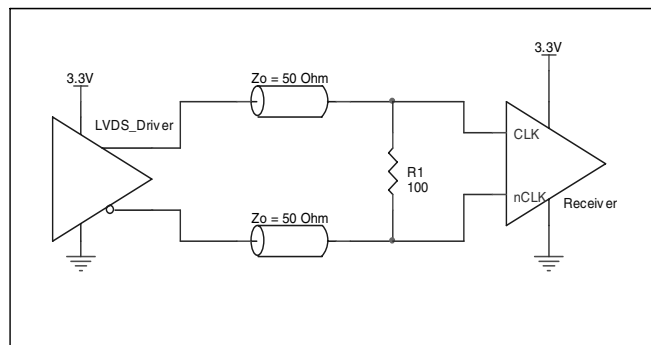 3.3V
LVDS_Driver
Zo = 50 Ohm
R1
100
Zo = 50 Ohm
3.3V
CLK
nCLK
Receiver